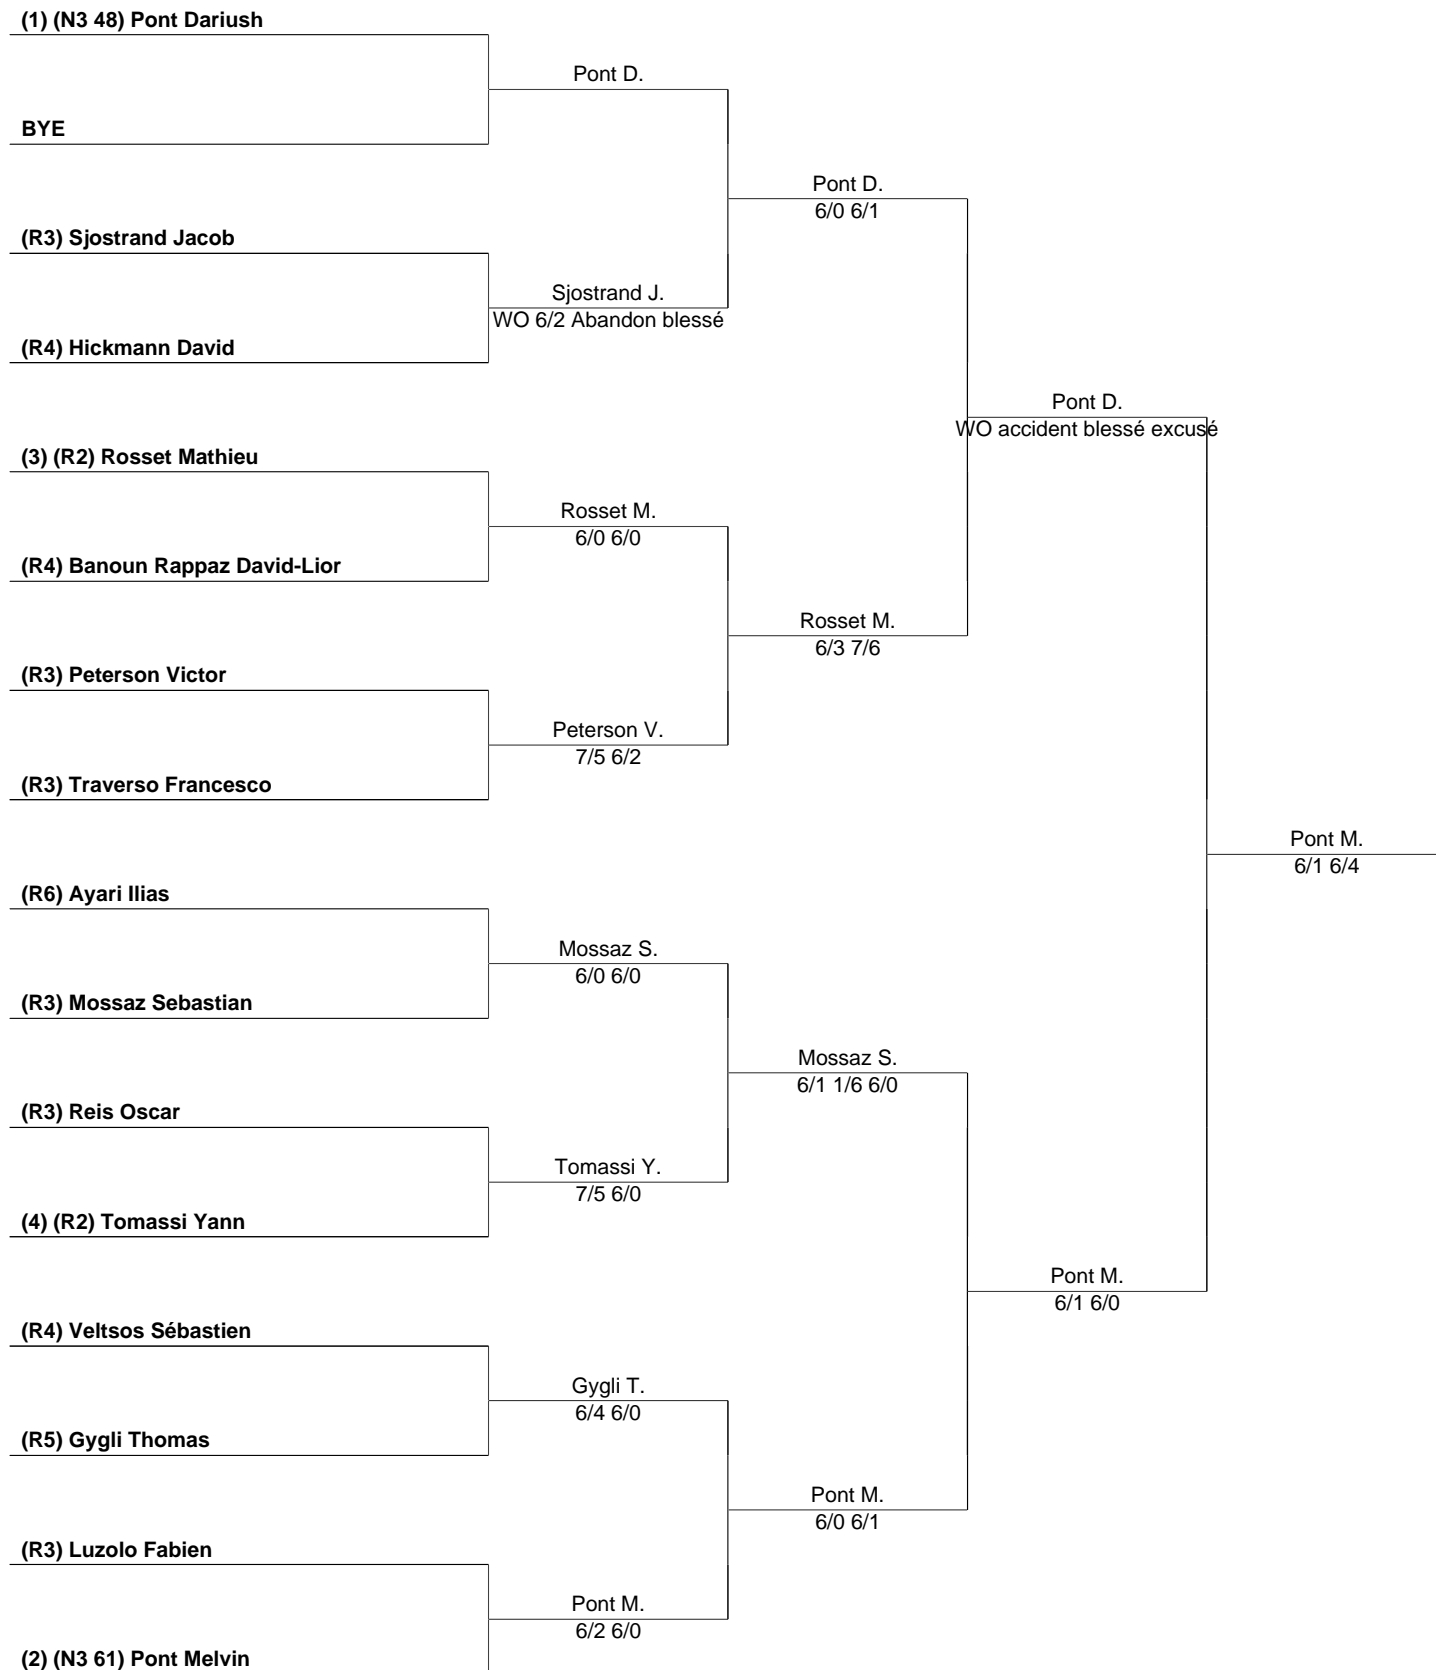 (1) (N3 48) Pont Dariush
Pont D.
BYE
Pont D.
6/0 6/1
(R3) Sjostrand Jacob
Sjostrand J.
WO 6/2 Abandon blessé
(R4) Hickmann David
Pont D.
WO accident blessé excusé
(3) (R2) Rosset Mathieu
Rosset M.
6/0 6/0
(R4) Banoun Rappaz David-Lior
Rosset M.
6/3 7/6
(R3) Peterson Victor
Peterson V.
7/5 6/2
(R3) Traverso Francesco
Pont M.
6/1 6/4
(R6) Ayari Ilias
Mossaz S.
6/0 6/0
(R3) Mossaz Sebastian
Mossaz S.
6/1 1/6 6/0
(R3) Reis Oscar
Tomassi Y.
7/5 6/0
(4) (R2) Tomassi Yann
Pont M.
6/1 6/0
(R4) Veltsos Sébastien
Gygli T.
6/4 6/0
(R5) Gygli Thomas
Pont M.
6/0 6/1
(R3) Luzolo Fabien
Pont M.
6/2 6/0
(2) (N3 61) Pont Melvin